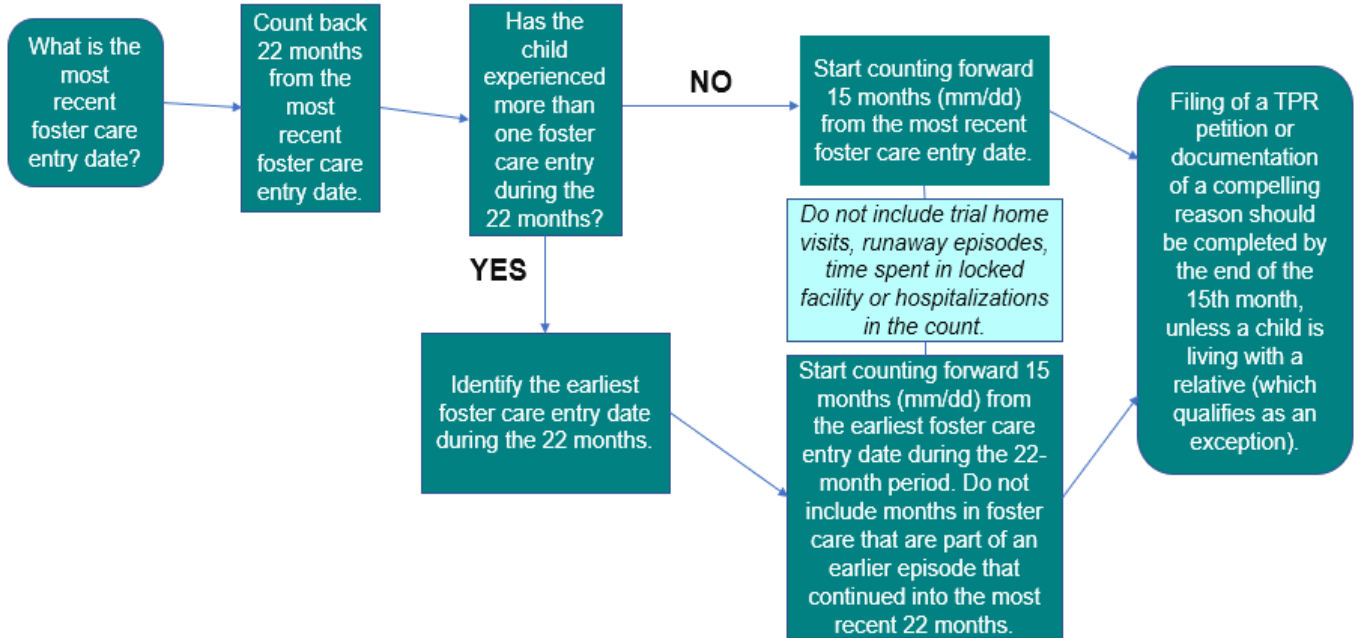 What is the
most
recent
foster care
entry date?
Count back
22 months
from the
most
recent
foster care
entry date.
Has the
child
experienced
more than
one foster
care entry
during the
22 months?
NO
Start counting forward
15 months (mm/dd)
from the most recent
foster care entry date.
Do not include trial home
visits, runaway episodes,
time spent in locked
facility or hospitalizations
in the count.
YES
Identify the earliest
foster care entry date
during the 22 months.
Start counting forward 15
months (mm/dd) from
the earliest foster care
entry date during the 22-
month period. Do not
include months in foster
care that are part of an
earlier episode that
continued into the most
recent 22 months.
Filing of a TPR
petition or
documentation
of a compelling
reason should
be completed by
the end of the
15th month,
unless a child is
living with a
relative (which
qualifies as an
exception).